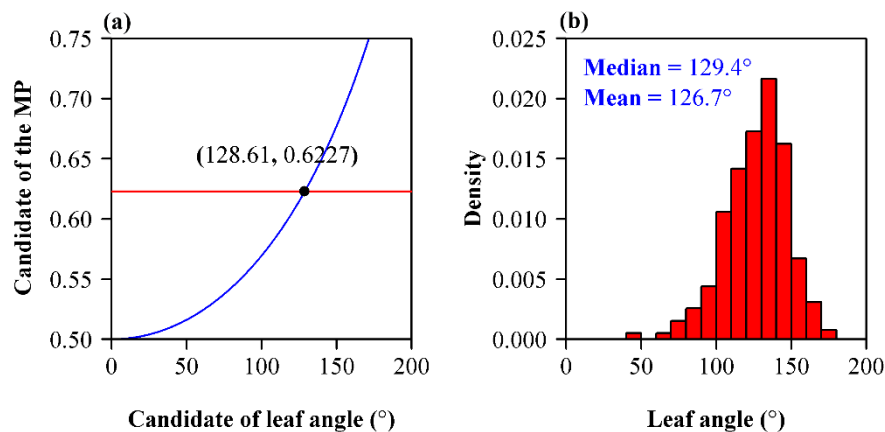 (a)
0.75
0.70
0.65
0.60
0.55
0.50
Candidate of the MP
(128.61, 0.6227)
0
50
100
150
200
Candidate of leaf angle (°)
(b)
0.025
0.020
0.015
0.010
0.005
0.000
Density
Median = 129.4°
Mean = 126.7°
0
50
100
150
200
Leaf angle (°)